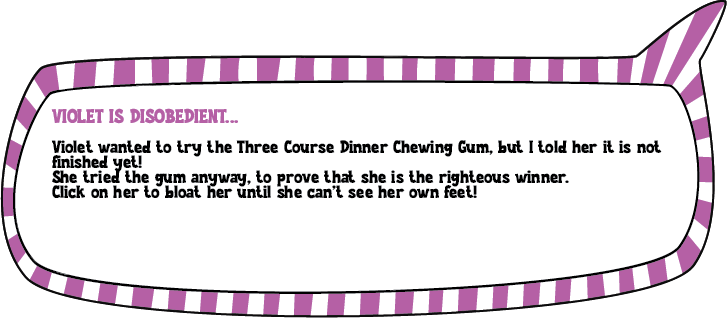 VIOLET IS DISOBEDIENT...
Violet wanted to try the Three Course Dinner Chewing Gum, but I told her it is not
finished yet!
She tried the gum anyway, to prove that she is the righteous winner.
Click on her to bloat her until she can't see her own feet!